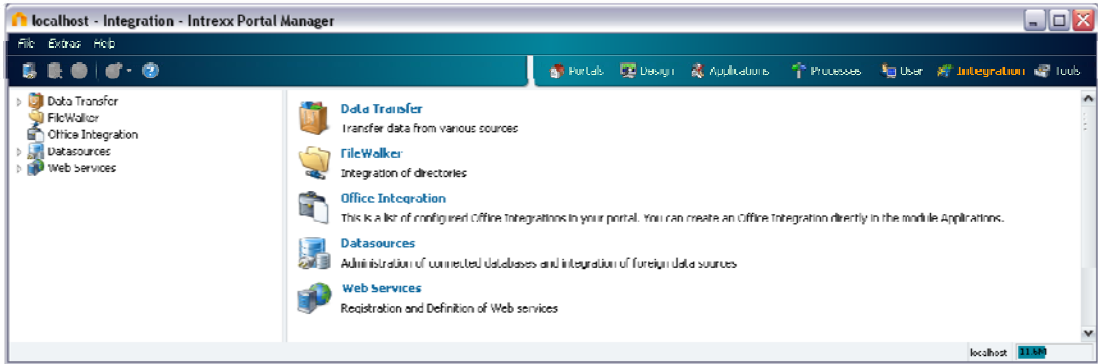 localhost - Integration - Intrexx Portal Manager
File Extras Help
Portals Design Applications Processes User Integration Tools
Data Transfer
FileWalker
Office Integration
Datasources
Web Services
Data Transfer
Transfer data from various sources
FileWalker
Integration of directories
Office Integration
This is a list of configured Office Integrations in your portal. You can create an Office Integration directly in the module Applications.
Datasources
Administration of connected databases and integration of foreign data sources
Web Services
Registration and Definition of Web services
localhost